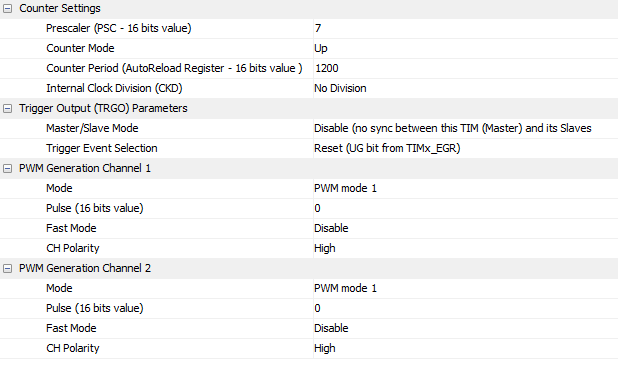 Counter Settings
Prescaler (PSC - 16 bits value) 7
Counter Mode Up
Counter Period (AutoReload Register - 16 bits value ) 1200
Internal Clock Division (CKD) No Division
Trigger Output (TRGO) Parameters
Master/Slave Mode Disable (no sync between this TIM (Master) and its Slaves
Trigger Event Selection Reset (UG bit from TIMx_EGR)
PWM Generation Channel 1
Mode PWM mode 1
Pulse (16 bits value) 0
Fast Mode Disable
CH Polarity High
PWM Generation Channel 2
Mode PWM mode 1
Pulse (16 bits value) 0
Fast Mode Disable
CH Polarity High